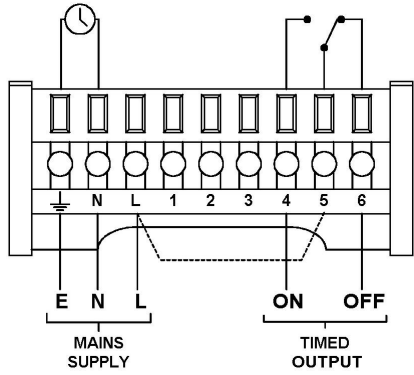 N L 1 2 3 4 5 6
E N L ON OFF
MAINS SUPPLY
TIMED OUTPUT